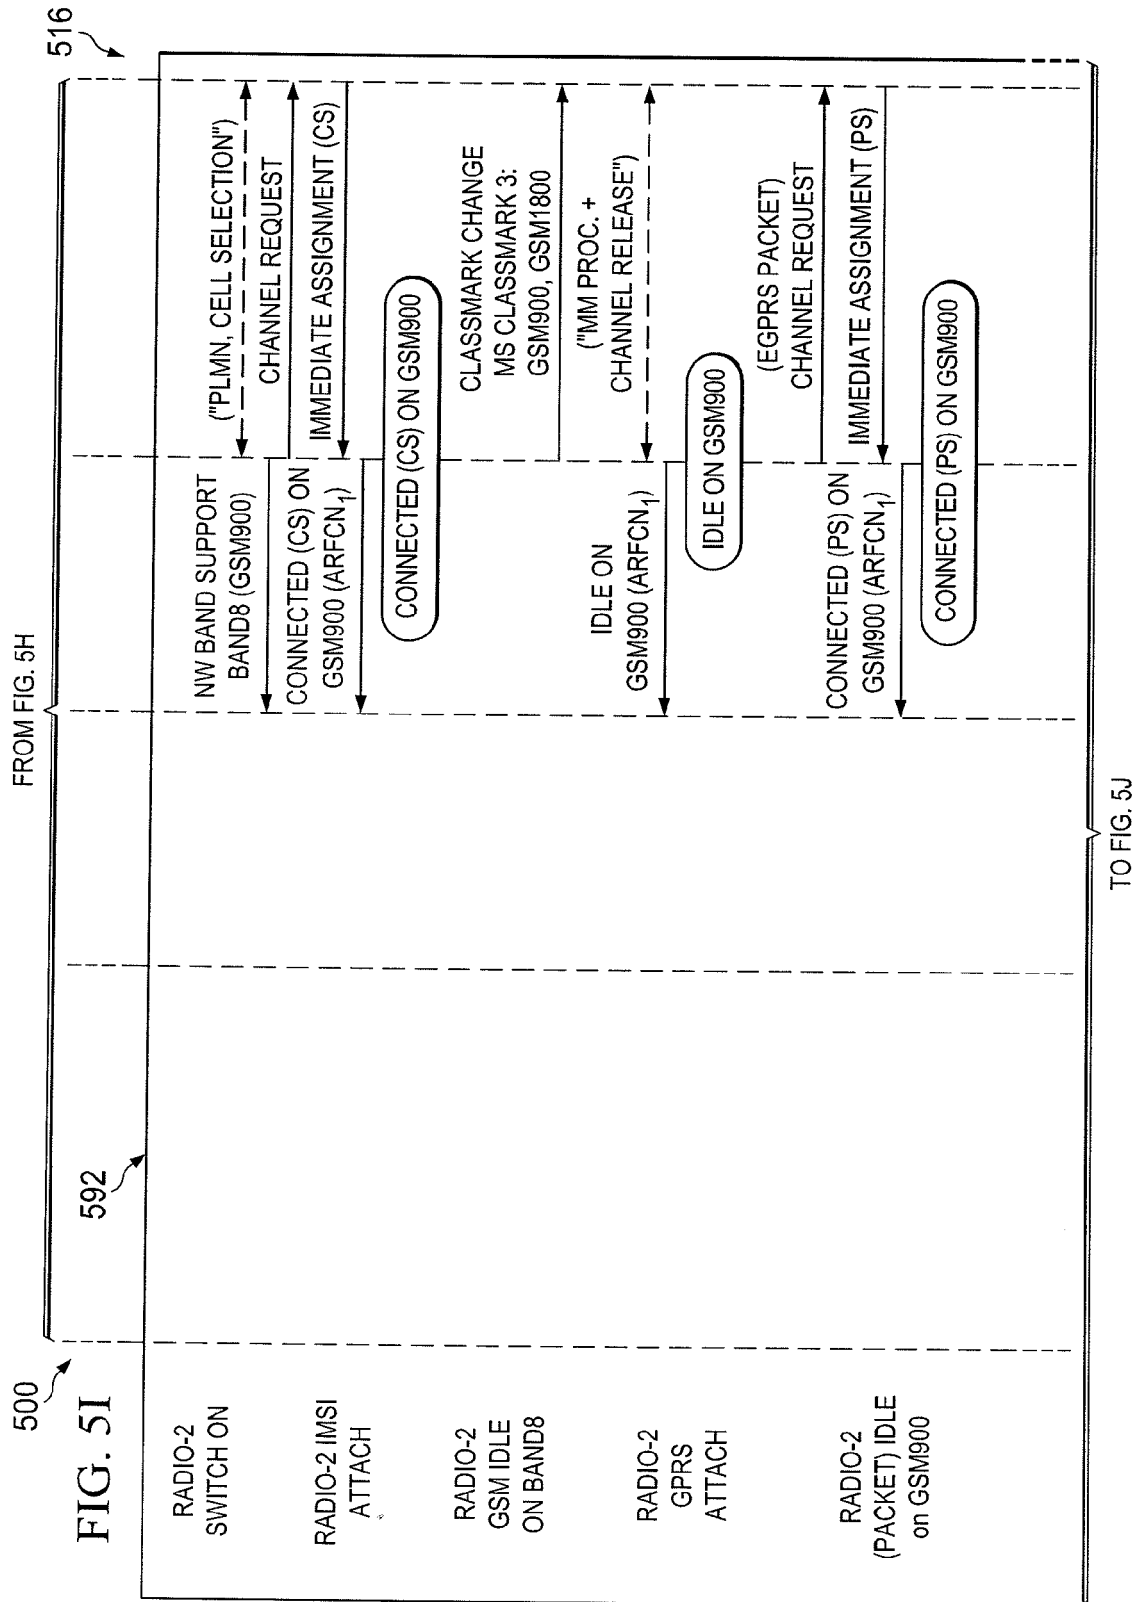 500
FIG. 5I
FROM FIG. 5H
516
592
RADIO-2
SWITCH ON
NW BAND SUPPORT
BAND8 (GSM900)
("PLMN, CELL SELECTION")
CHANNEL REQUEST
RADIO-2 IMSI
ATTACH
CONNECTED (CS) ON
GSM900 (ARFCN1)
IMMEDIATE ASSIGNMENT (CS)
CONNECTED (CS) ON GSM900
RADIO-2
GSM IDLE
ON BAND8
CLASSMARK CHANGE
MS CLASSMARK 3:
GSM900, GSM1800
RADIO-2
GPRS
ATTACH
IDLE ON
GSM900 (ARFCN1)
("MM PROC. +
CHANNEL RELEASE")
IDLE ON GSM900
(EGPRS PACKET)
CHANNEL REQUEST
RADIO-2
(PACKET) IDLE
on GSM900
CONNECTED (PS) ON
GSM900 (ARFCN1)
IMMEDIATE ASSIGNMENT (PS)
CONNECTED (PS) ON GSM900
TO FIG. 5J